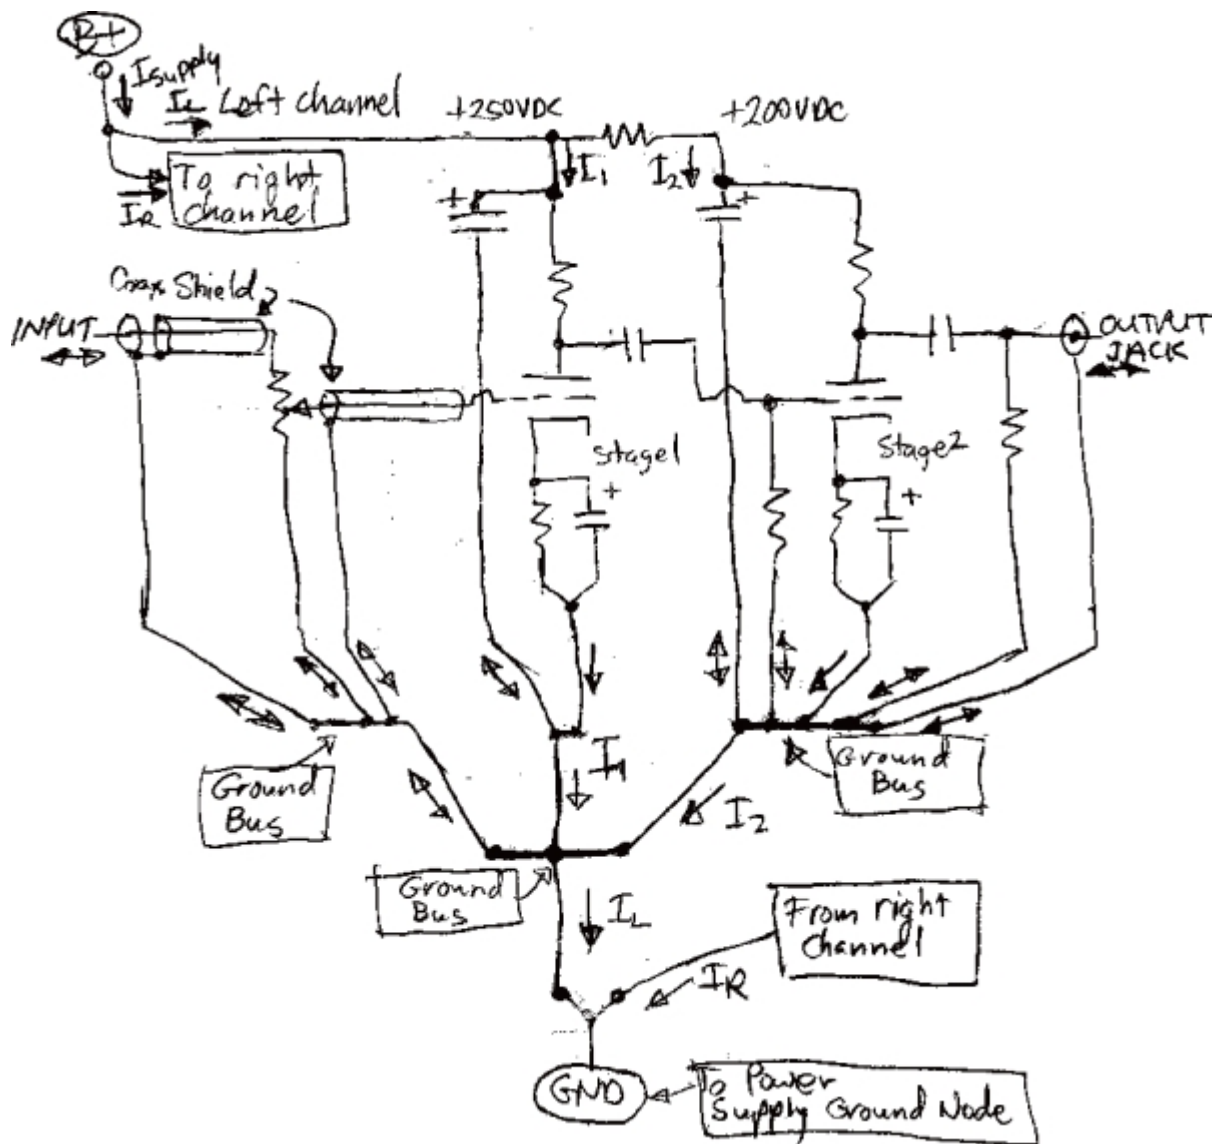 B+
Isupply
IL Left channel
+250VDC
+200VDC
I1
I2
To right
channel
IR
+
+
Coax Shield
INPUT
OUTPUT
JACK
Stage1
Stage2
+
+
I1
Ground
Bus
Ground
Bus
I2
Ground
Bus
IL
From right
channel
IR
GND
To Power
Supply Ground Node